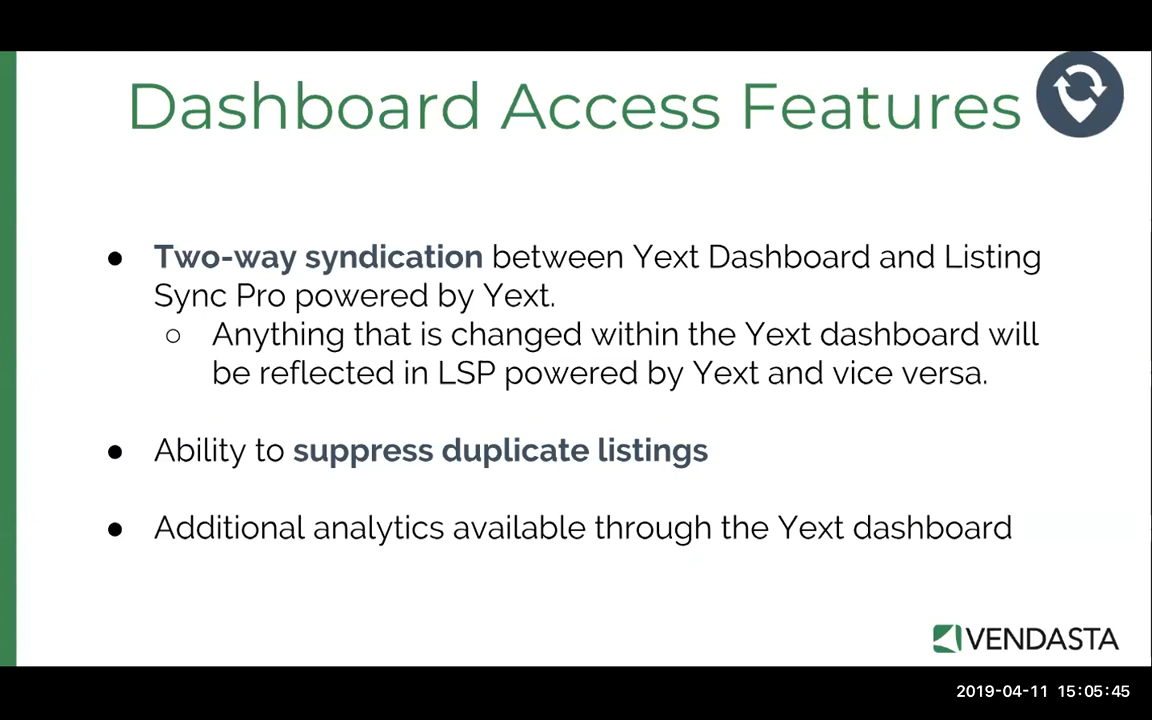 Dashboard Access Features
● Two-way syndication between Yext Dashboard and Listing
Sync Pro powered by Yext.
○ Anything that is changed within the Yext dashboard will
be reflected in LSP powered by Yext and vice versa.
● Ability to suppress duplicate listings
● Additional analytics available through the Yext dashboard
VENDASTA
2019-04-11 15:05:45